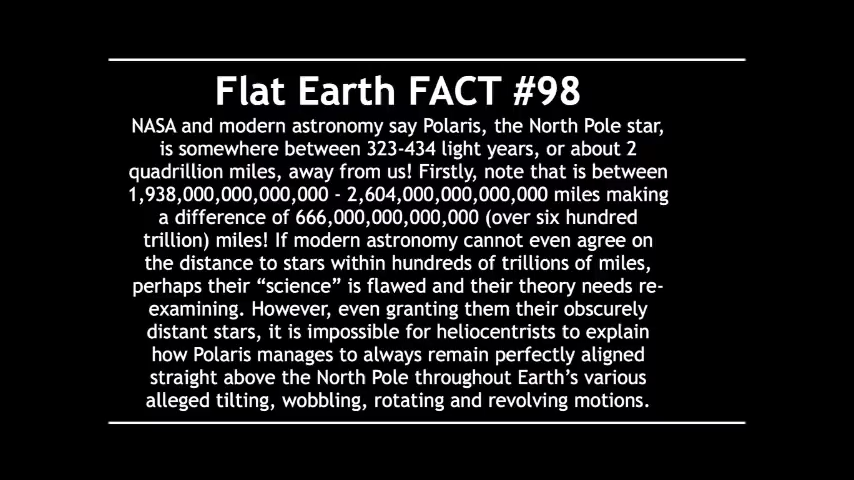 Flat Earth FACT #98
NASA and modern astronomy say Polaris, the North Pole star,
is somewhere between 323-434 light years, or about 2
quadrillion miles, away from us! Firstly, note that is between
1,938,000,000,000,000 - 2,604,000,000,000,000 miles making
a difference of 666,000,000,000,000 (over six hundred
trillion) miles! If modern astronomy cannot even agree on
the distance to stars within hundreds of trillions of miles,
perhaps their “science” is flawed and their theory needs re-
examining. However, even granting them their obscurely
distant stars, it is impossible for heliocentrists to explain
how Polaris manages to always remain perfectly aligned
straight above the North Pole throughout Earth’s various
alleged tilting, wobbling, rotating and revolving motions.